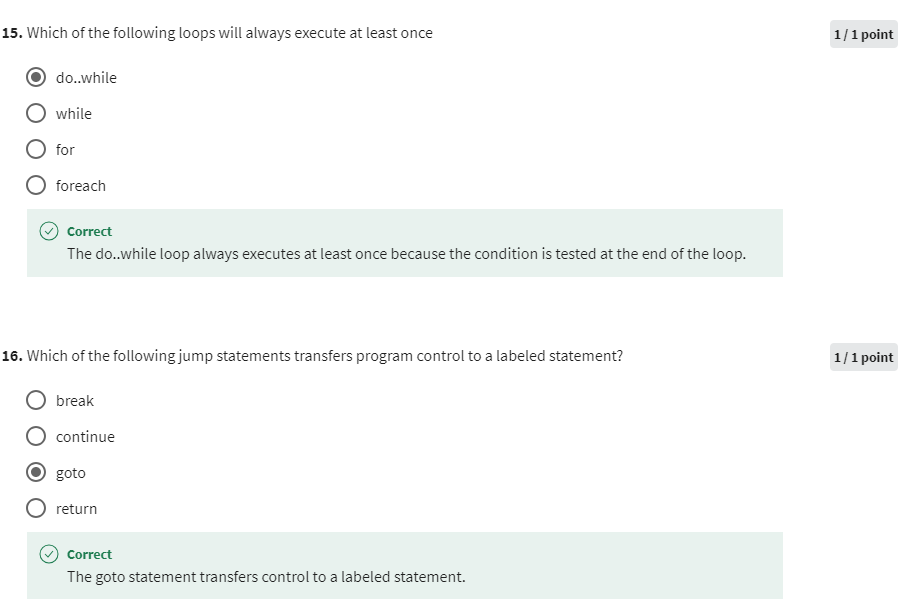 15. Which of the following loops will always execute at least once
1 / 1 point
do..while
while
for
foreach
Correct
The do..while loop always executes at least once because the condition is tested at the end of the loop.
16. Which of the following jump statements transfers program control to a labeled statement?
1 / 1 point
break
continue
goto
return
Correct
The goto statement transfers control to a labeled statement.